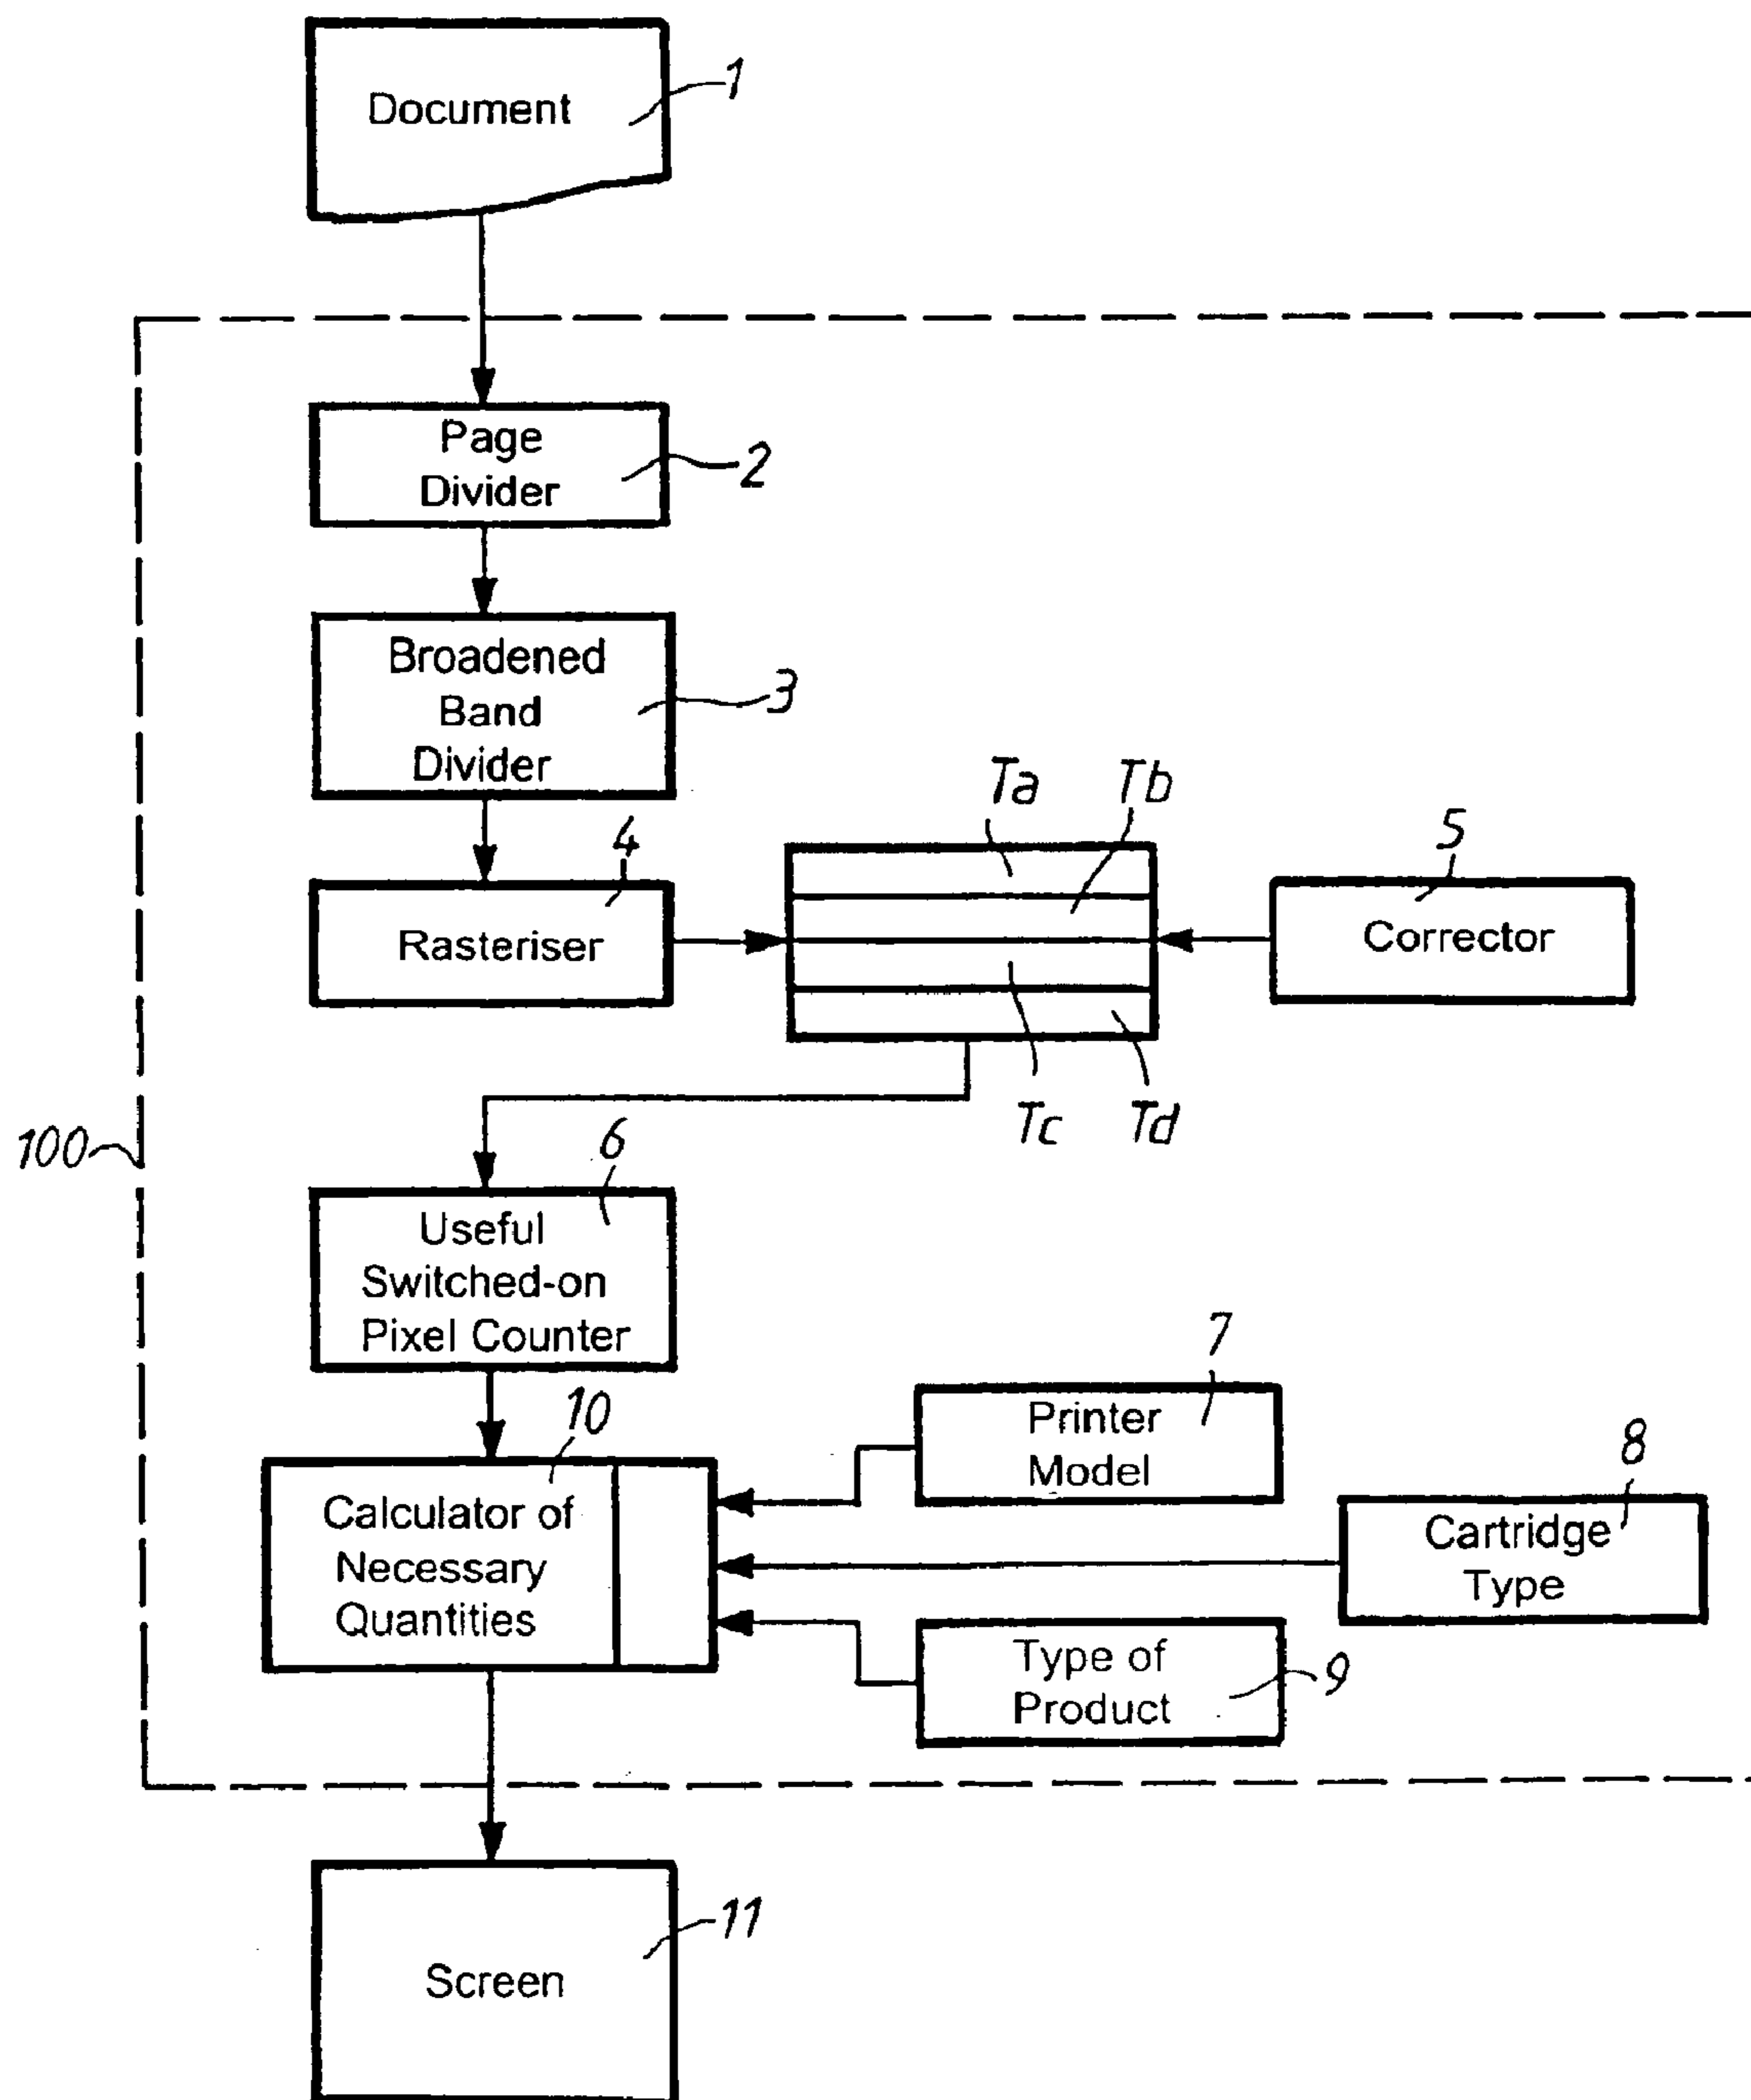 Document
1
Page
Divider
2
Broadened
Band
Divider
3
Ta
Tb
4
Rasteriser
5
Corrector
Tc
Td
100
6
Useful
Switched-on
Pixel Counter
7
Printer
Model
10
Calculator of
Necessary
Quantities
8
Cartridge
Type
Type of
Product
9
11
Screen